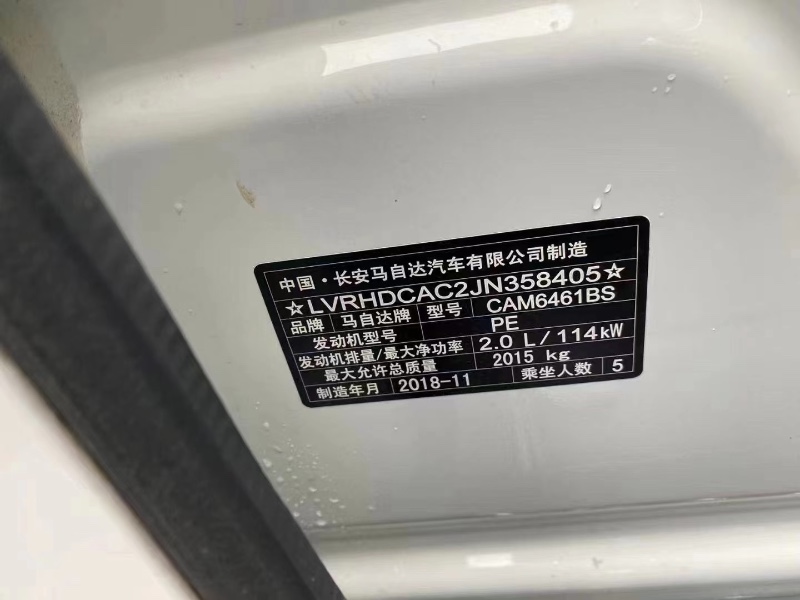 中国·长安马自达汽车有限公司制造
☆LVRHDCAC2JN358405☆
品牌 马自达牌 型号 CAM6461BS
发动机型号 PE
发动机排量/最大净功率 2.0 L/114kW
最大允许总质量 2015 kg
制造年月 2018-11 乘坐人数 5